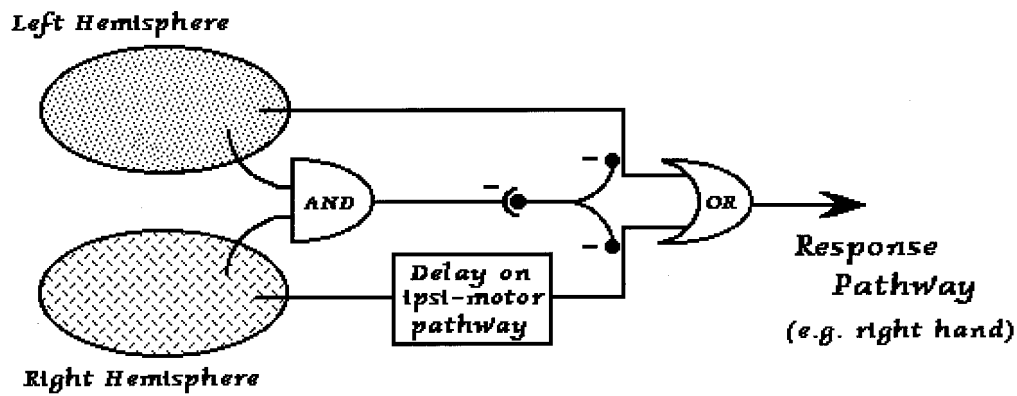 Left Hemisphere
–
AND
–
OR
–
Delay on
ipsi-motor
pathway
Response
Pathway
(e.g. right hand)
Right Hemisphere